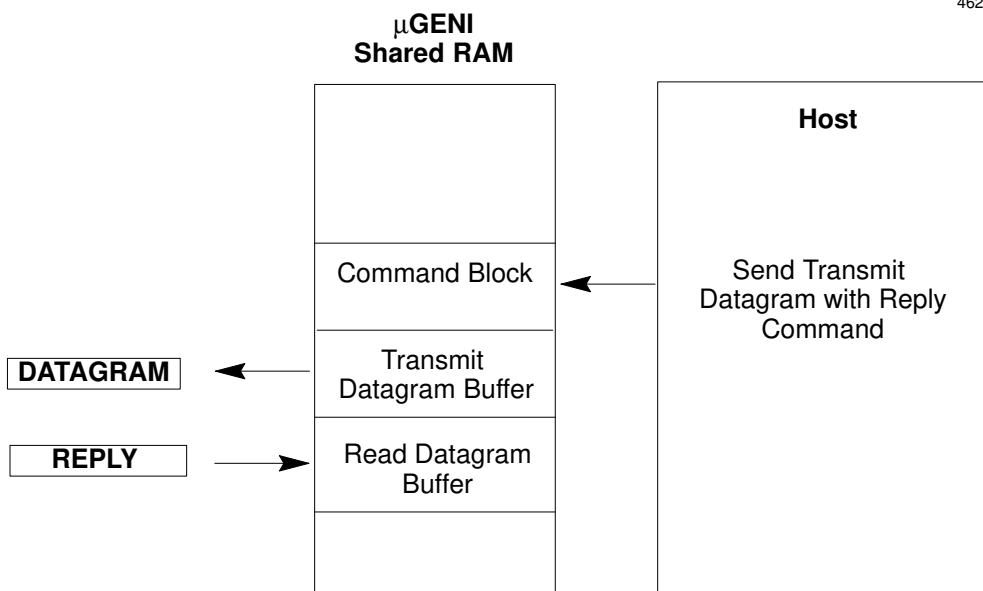 462
μGENI
Shared RAM
Host
Command Block
Send Transmit
Datagram with Reply
Command
DATAGRAM
Transmit
Datagram Buffer
REPLY
Read Datagram
Buffer